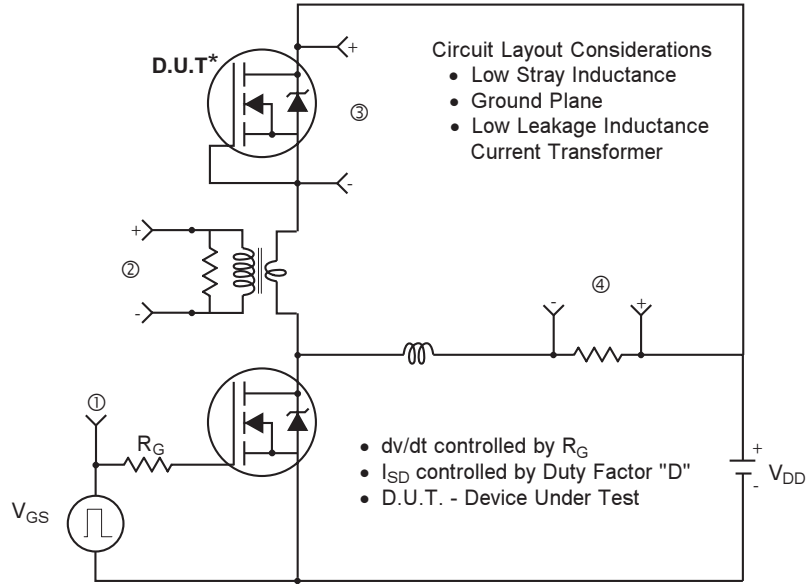 D.U.T*
+
Circuit Layout Considerations
• Low Stray Inductance
• Ground Plane
• Low Leakage Inductance
Current Transformer
③
-
+
②
-
④
-
+
①
R_G
V_GS
• dv/dt controlled by R_G
• I_SD controlled by Duty Factor "D"
• D.U.T. - Device Under Test
+
V_DD
-